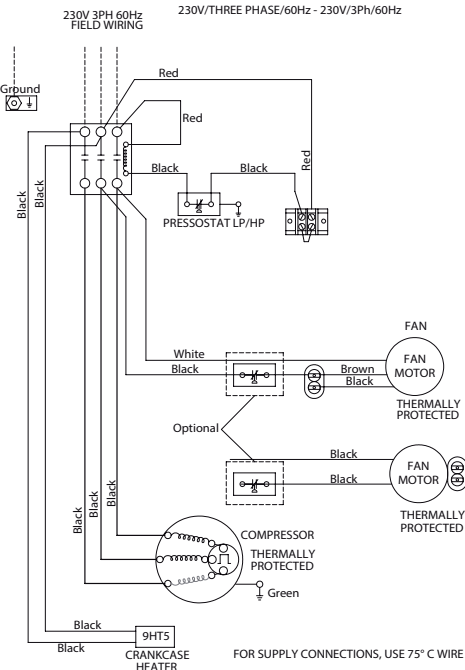 230V 3PH 60Hz
FIELD WIRING
230V/THREE PHASE/60Hz - 230V/3Ph/60Hz
Ground
Red
Red
Red
Black
Black
PRESSOSTAT LP/HP
Black
Black
White
Black
Brown
Black
FAN
FAN
MOTOR
THERMALLY
PROTECTED
Optional
Black
Black
FAN
MOTOR
THERMALLY
PROTECTED
Black
Black
Black
COMPRESSOR
THERMALLY
PROTECTED
Green
Black
Black
9HT5
CRANKCASE
HEATER
FOR SUPPLY CONNECTIONS, USE 75° C WIRE